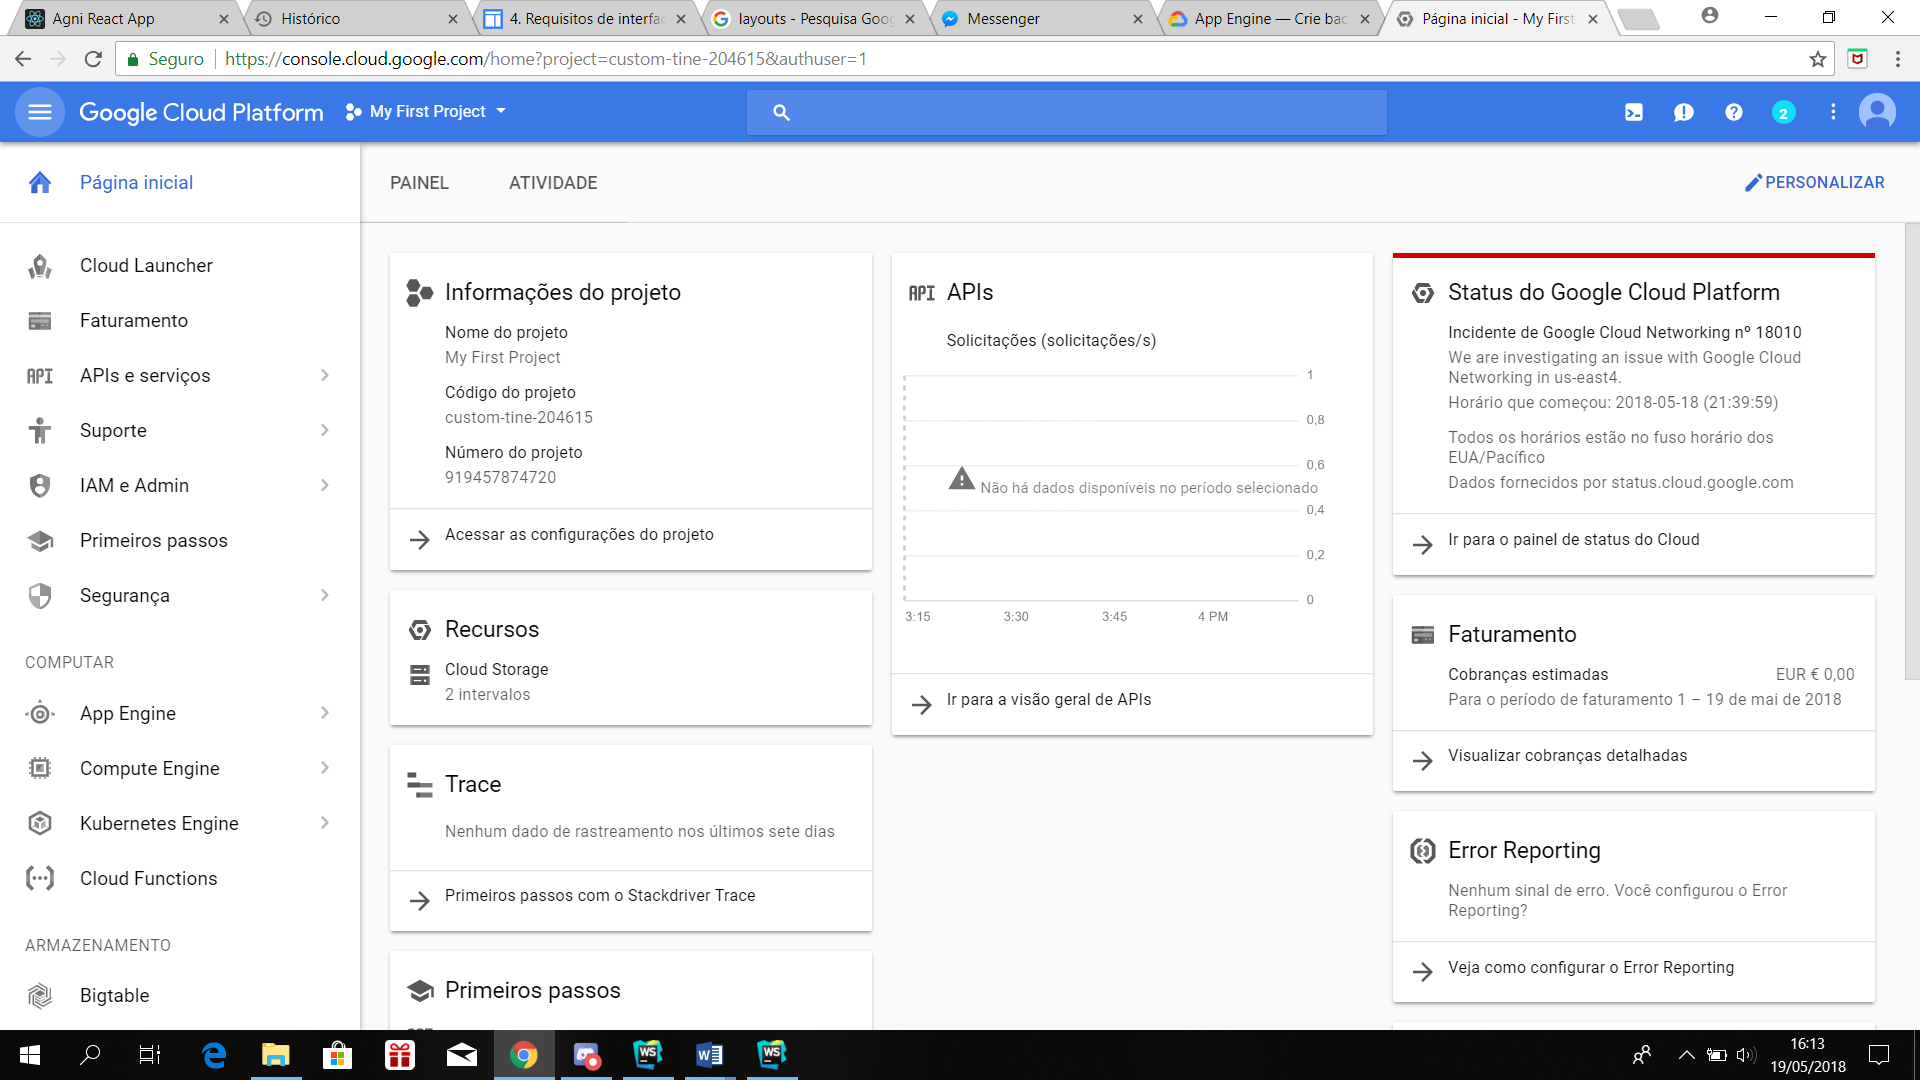 Agni React App
Histórico
4. Requisitos de interfa
layouts - Pesquisa Goo
Messenger
App Engine — Crie bac
Página inicial - My First
Seguro
https://console.cloud.google.com/home?project=custom-tine-204615&authuser=1
Google Cloud Platform
My First Project
2
Página inicial
PAINEL
ATIVIDADE
PERSONALIZAR
Cloud Launcher
Faturamento
APIs e serviços
Suporte
IAM e Admin
Primeiros passos
Segurança
COMPUTAR
App Engine
Compute Engine
Kubernetes Engine
Cloud Functions
ARMAZENAMENTO
Bigtable
Informações do projeto
Nome do projeto
My First Project
Código do projeto
custom-tine-204615
Número do projeto
919457874720
Acessar as configurações do projeto
Recursos
Cloud Storage
2 intervalos
Trace
Nenhum dado de rastreamento nos últimos sete dias
Primeiros passos com o Stackdriver Trace
Primeiros passos
API APIs
Solicitações (solicitações/s)
1
0,8
0,6
Não há dados disponíveis no período selecionado
0,4
0,2
0
3:15 3:30 3:45 4 PM
Ir para a visão geral de APIs
Status do Google Cloud Platform
Incidente de Google Cloud Networking nº 18010
We are investigating an issue with Google Cloud
Networking in us-east4.
Horário que começou: 2018-05-18 (21:39:59)
Todos os horários estão no fuso horário dos
EUA/Pacífico
Dados fornecidos por status.cloud.google.com
Ir para o painel de status do Cloud
Faturamento
Cobranças estimadas EUR € 0,00
Para o período de faturamento 1 – 19 de mai de 2018
Visualizar cobranças detalhadas
Error Reporting
Nenhum sinal de erro. Você configurou o Error
Reporting?
Veja como configurar o Error Reporting
16:13
19/05/2018